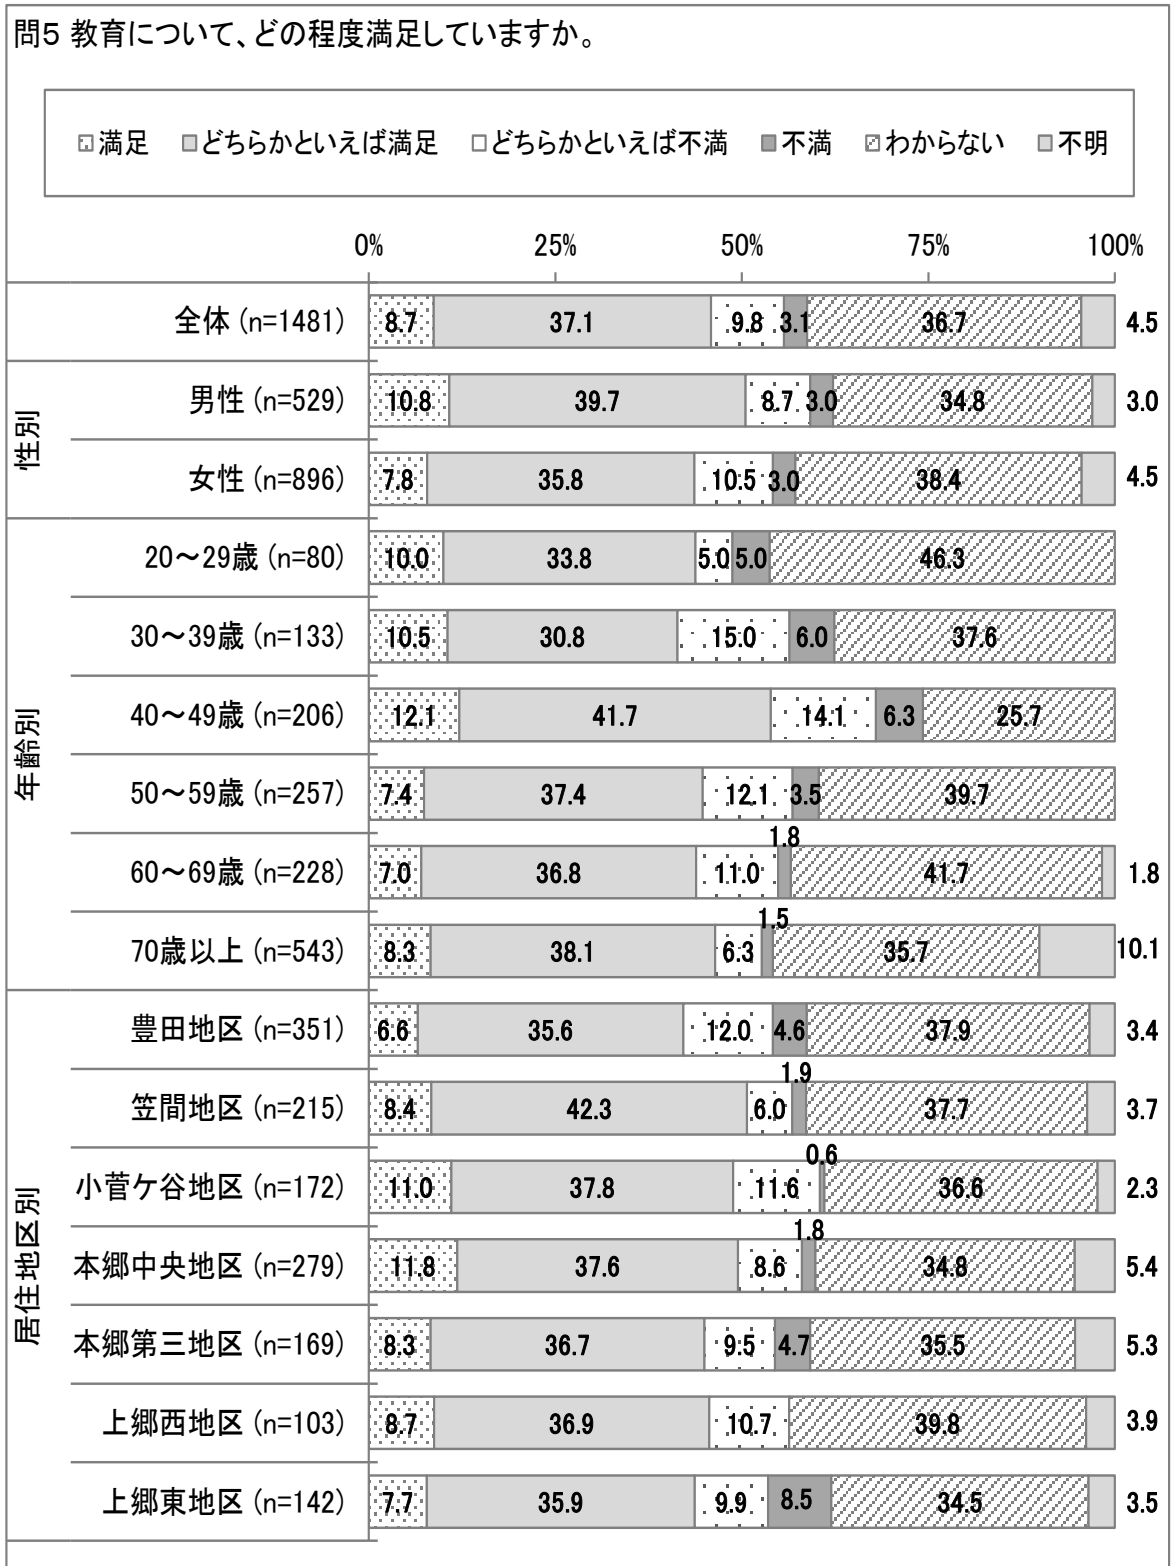 問5 教育について、どの程度満足していますか。
満足 どちらかといえば満足 どちらかといえば不満 不満 わからない 不明
0% 25% 50% 75% 100%
全体 (n=1481) 8.7 37.1 9.8 3.1 36.7 4.5
性別
男性 (n=529) 10.8 39.7 8.7 3.0 34.8 3.0
女性 (n=896) 7.8 35.8 10.5 3.0 38.4 4.5
年齢別
20～29歳 (n=80) 10.0 33.8 5.0 5.0 46.3
30～39歳 (n=133) 10.5 30.8 15.0 6.0 37.6
40～49歳 (n=206) 12.1 41.7 14.1 6.3 25.7
50～59歳 (n=257) 7.4 37.4 12.1 3.5 39.7
60～69歳 (n=228) 7.0 36.8 11.0 1.8 41.7 1.8
70歳以上 (n=543) 8.3 38.1 6.3 1.5 35.7 10.1
居住地区別
豊田地区 (n=351) 6.6 35.6 12.0 4.6 37.9 3.4
笠間地区 (n=215) 8.4 42.3 6.0 1.9 37.7 3.7
小菅ケ谷地区 (n=172) 11.0 37.8 11.6 0.6 36.6 2.3
本郷中央地区 (n=279) 11.8 37.6 8.6 1.8 34.8 5.4
本郷第三地区 (n=169) 8.3 36.7 9.5 4.7 35.5 5.3
上郷西地区 (n=103) 8.7 36.9 10.7 39.8 3.9
上郷東地区 (n=142) 7.7 35.9 9.9 8.5 34.5 3.5